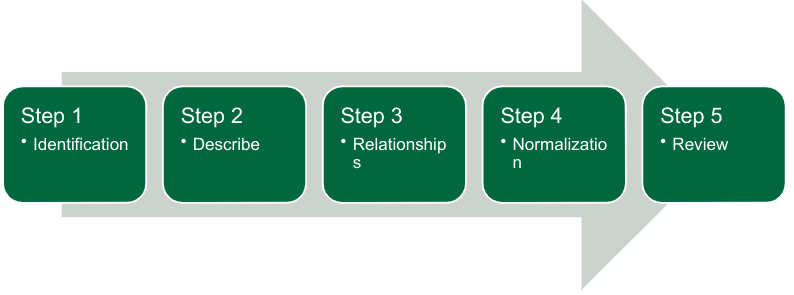 Step 1
• Identification
Step 2
• Describe
Step 3
• Relationship
s
Step 4
• Normalizatio
n
Step 5
• Review